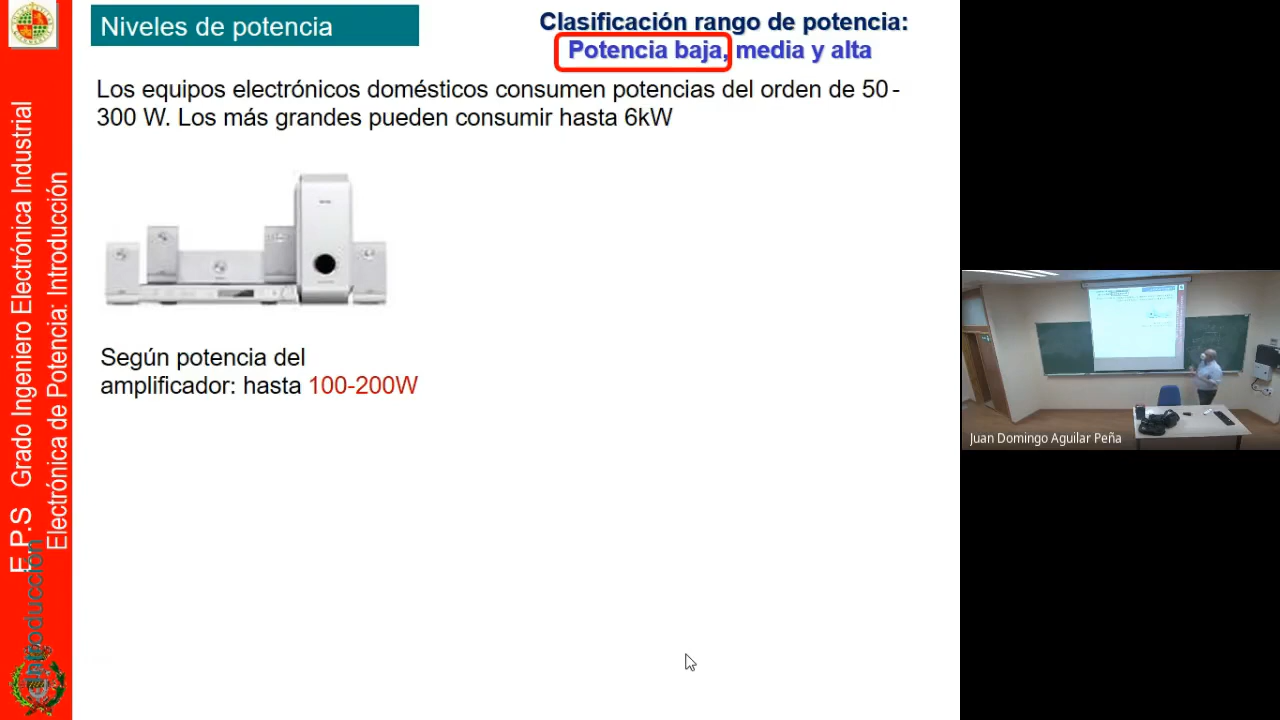 Niveles de potencia
Clasificación rango de potencia:
Potencia baja, media y alta
Los equipos electrónicos domésticos consumen potencias del orden de 50-
300 W. Los más grandes pueden consumir hasta 6kW
Según potencia del
amplificador: hasta 100-200W
E.P.S Grado Ingeniero Electrónica Industrial
Electrónica de Potencia: Introducción
Introducción
Juan Domingo Aguilar Peña